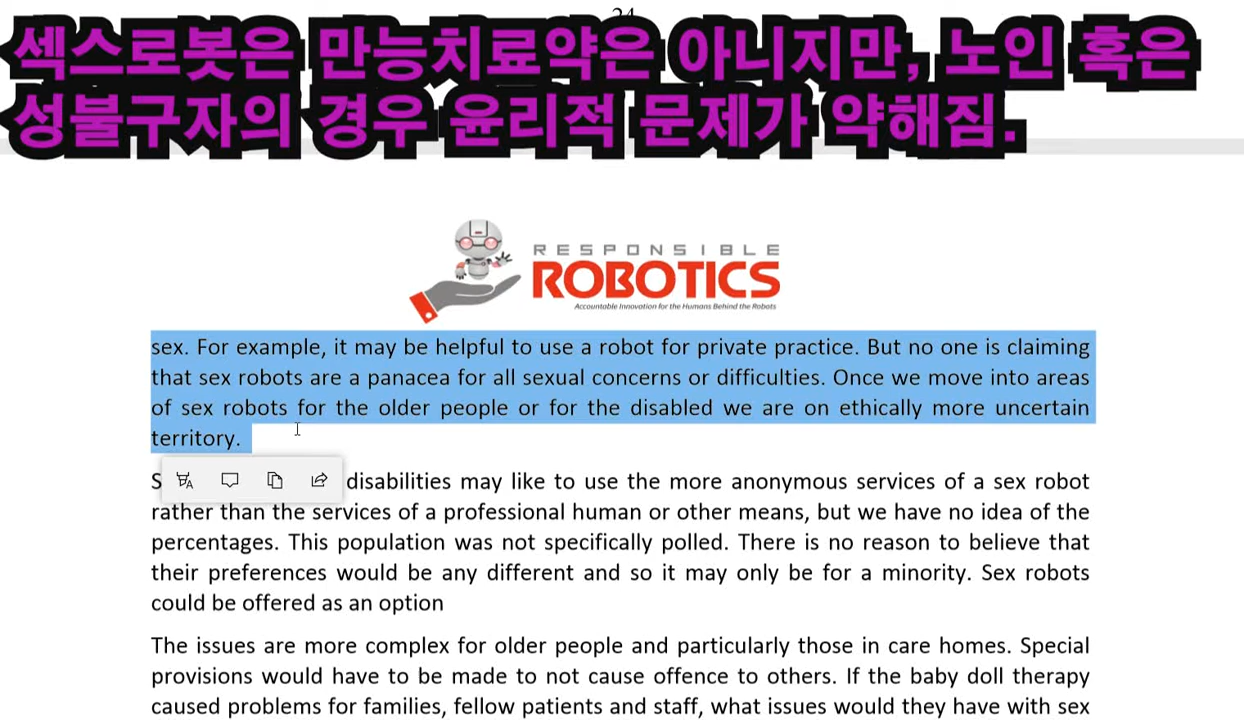 24
섹스로봇은 만능치료약은 아니지만, 노인 혹은
성불구자의 경우 윤리적 문제가 약해짐.
RESPONSIBLE
ROBOTICS
Accountable Innovation for the Humans Behind the Robots
sex. For example, it may be helpful to use a robot for private practice. But no one is claiming
that sex robots are a panacea for all sexual concerns or difficulties. Once we move into areas
of sex robots for the older people or for the disabled we are on ethically more uncertain
territory.
S disabilities may like to use the more anonymous services of a sex robot
rather than the services of a professional human or other means, but we have no idea of the
percentages. This population was not specifically polled. There is no reason to believe that
their preferences would be any different and so it may only be for a minority. Sex robots
could be offered as an option
The issues are more complex for older people and particularly those in care homes. Special
provisions would have to be made to not cause offence to others. If the baby doll therapy
caused problems for families, fellow patients and staff, what issues would they have with sex